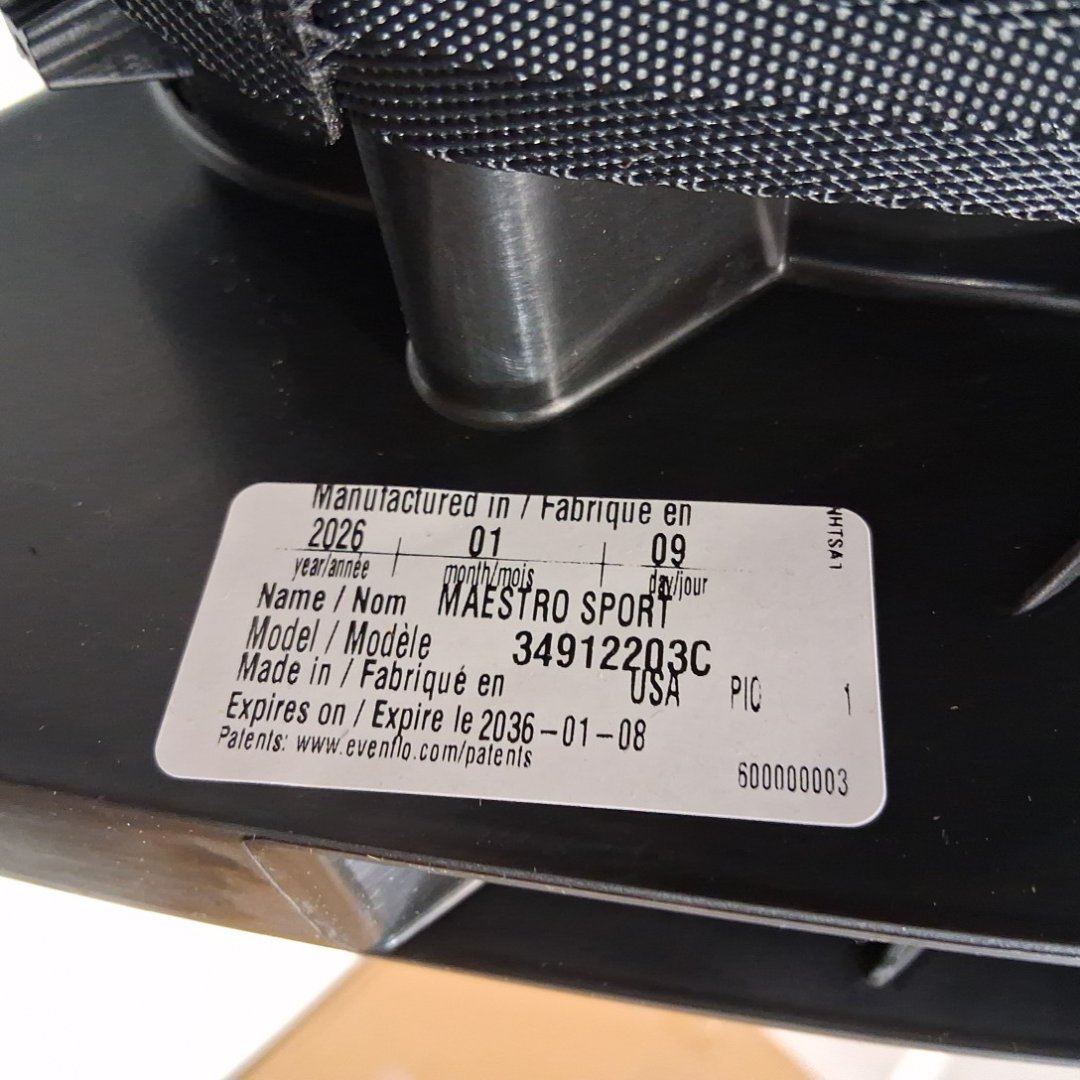 Manufactured in / Fabrique en
2026 01 09
year/année month/mois day/jour
Name / Nom MAESTRO SPORT
Model / Modèle 34912203C
Made in / Fabriqué en USA PIC 1
Expires on / Expire le 2036-01-08
Patents: www.evenflo.com/patents
600000003
NHTSA1